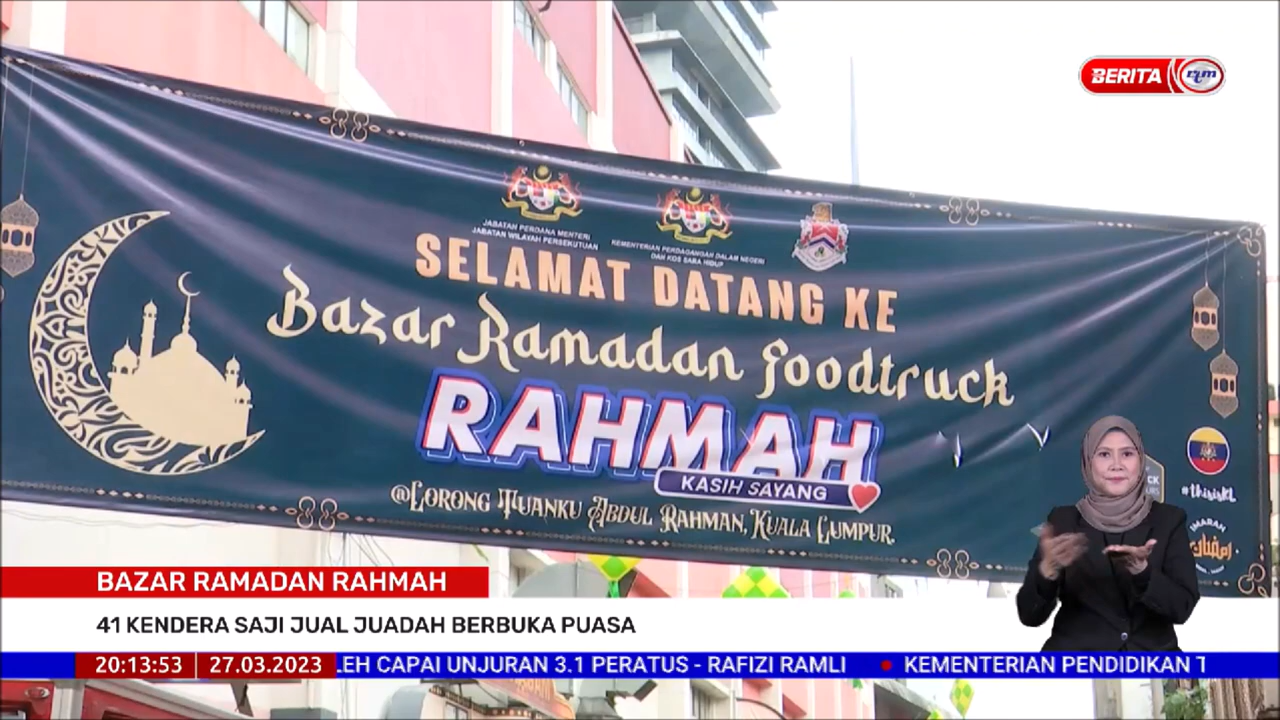 BERITA rtm
JABATAN PERDANA MENTERI
JABATAN WILAYAH PERSEKUTUAN
KEMENTERIAN PERDAGANGAN DALAM NEGERI
DAN KOS SARA HIDUP
SELAMAT DATANG KE
Bazar Ramadan Foodtruck
RAHMAH
KASIH SAYANG
@LORONG TUANKU ABDUL RAHMAN, KUALA LUMPUR.
#thisisKL
IMARAH
رمضان
BAZAR RAMADAN RAHMAH
41 KENDERA SAJI JUAL JUADAH BERBUKA PUASA
20:13:53 27.03.2023 LEH CAPAI UNJURAN 3.1 PERATUS - RAFIZI RAMLI • KEMENTERIAN PENDIDIKAN